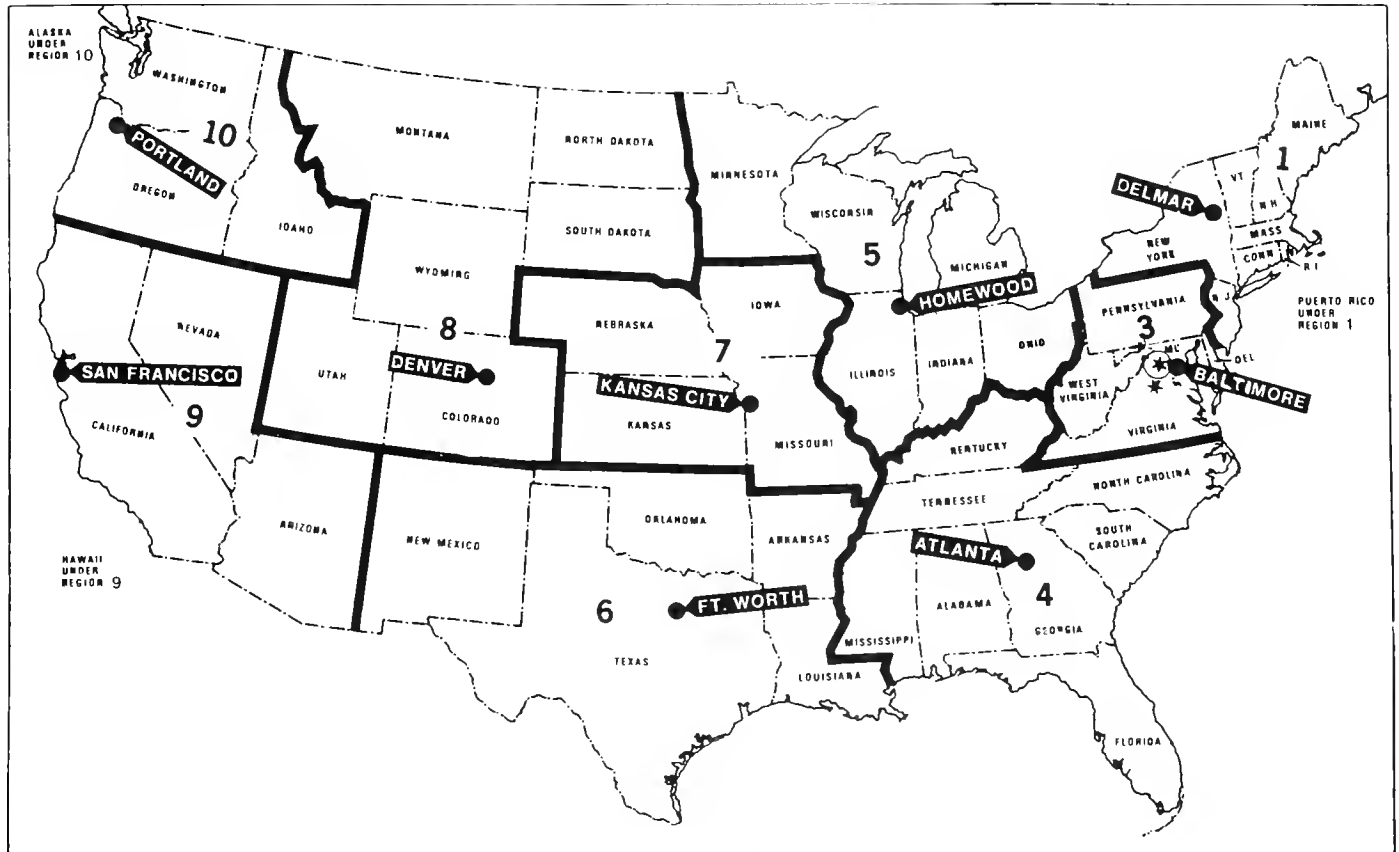 ALASKA
UNDER
REGION 10
WASHINGTON
10
PORTLAND
OREGON
IDAHO
MONTANA
NORTH DAKOTA
MINNESOTA
WISCONSIN
5
MICHIGAN
HOMEWOOD
MAINE
1
VT
N H
DELMAR
MASS
CONN
R I
NEW
YORK
PUERTO RICO
UNDER
REGION 1
SOUTH DAKOTA
WYOMING
8
NEVADA
SAN FRANCISCO
9
CALIFORNIA
UTAH
DENVER
COLORADO
NEBRASKA
IOWA
7
KANSAS CITY
KANSAS
MISSOURI
ILLINOIS
INDIANA
OHIO
PENNSYLVANIA
3
N J
DEL
BALTIMORE
WEST
VIRGINIA
VIRGINIA
KENTUCKY
NORTH CAROLINA
TENNESSEE
SOUTH
CAROLINA
ATLANTA
4
ALABAMA
GEORGIA
MISSISSIPPI
ARIZONA
NEW MEXICO
OKLAHOMA
ARKANSAS
HAWAII
UNDER
REGION 9
6
FT. WORTH
TEXAS
LOUISIANA
FLORIDA